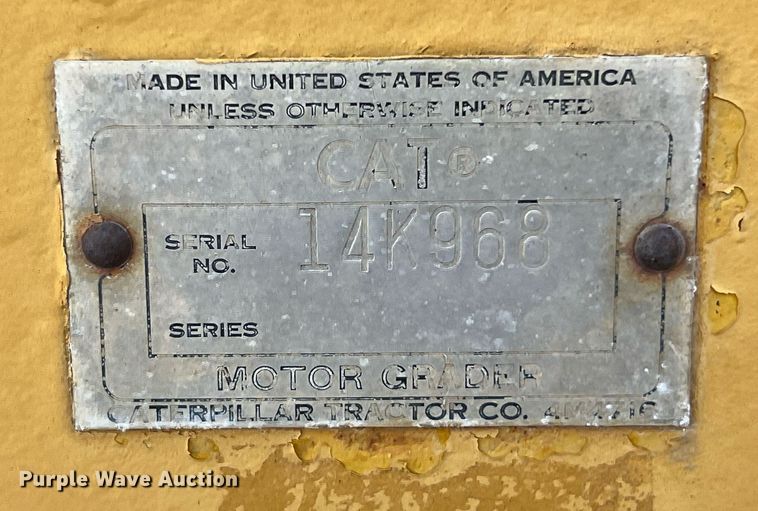 MADE IN UNITED STATES OF AMERICA
UNLESS OTHERWISE INDICATED
CAT®
SERIAL NO. 14K968
SERIES
MOTOR GRADER
CATERPILLAR TRACTOR CO. 4M4716
Purple Wave Auction